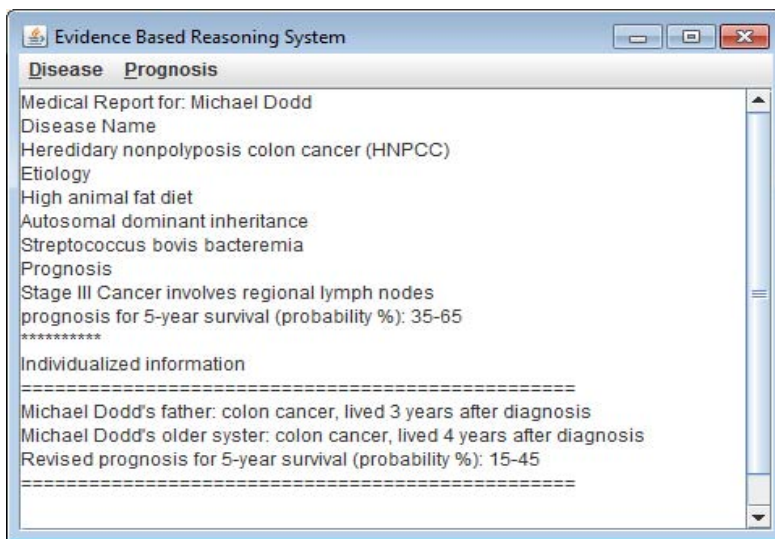 Evidence Based Reasoning System
Disease Prognosis
Medical Report for: Michael Dodd
Disease Name
Heredidary nonpolyposis colon cancer (HNPCC)
Etiology
High animal fat diet
Autosomal dominant inheritance
Streptococcus bovis bacteremia
Prognosis
Stage III Cancer involves regional lymph nodes
prognosis for 5-year survival (probability %): 35-65
**********
Individualized information
==================================================
Michael Dodd's father: colon cancer, lived 3 years after diagnosis
Michael Dodd's older syster: colon cancer, lived 4 years after diagnosis
Revised prognosis for 5-year survival (probability %): 15-45
==================================================